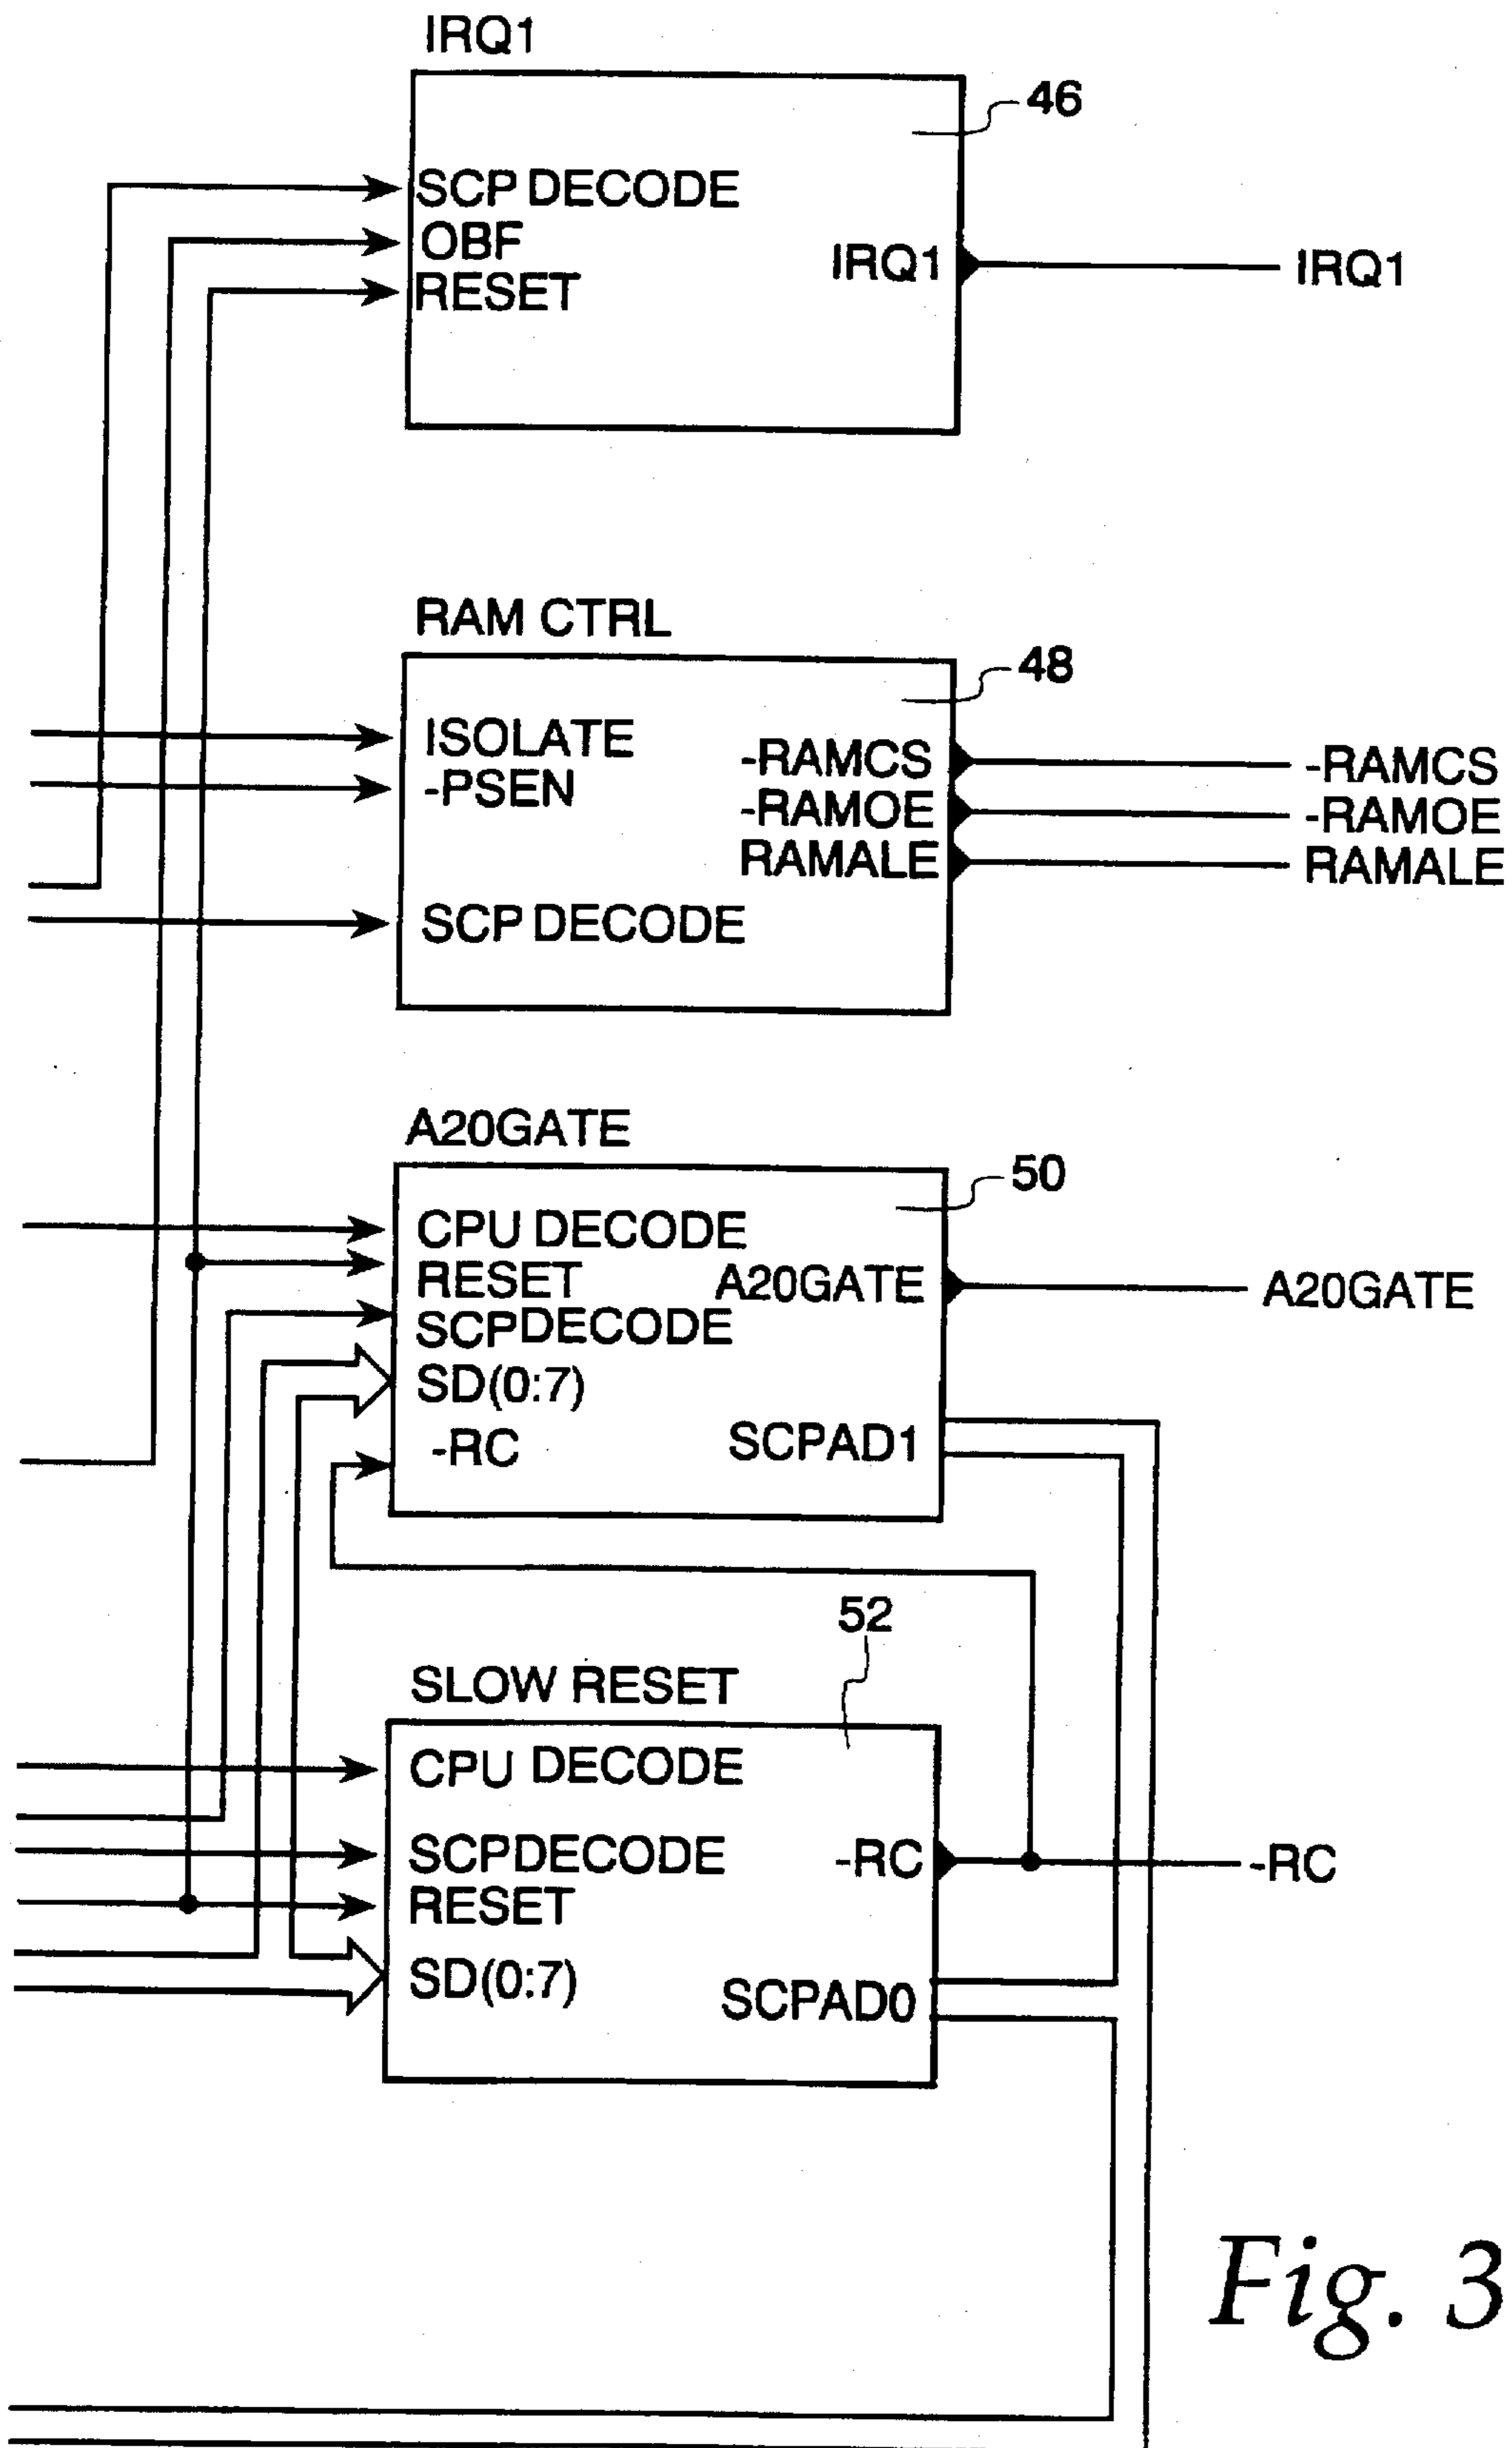 IRQ1
46
SCP DECODE
OBF
RESET
IRQ1
IRQ1
RAM CTRL
48
ISOLATE
-PSEN
SCP DECODE
-RAMCS
-RAMOE
RAMALE
-RAMCS
-RAMOE
RAMALE
A20GATE
50
CPU DECODE
RESET
SCPDECODE
SD(0:7)
-RC
A20GATE
SCPAD1
A20GATE
52
SLOW RESET
CPU DECODE
SCPDECODE
RESET
SD(0:7)
-RC
SCPAD0
-RC
Fig. 3